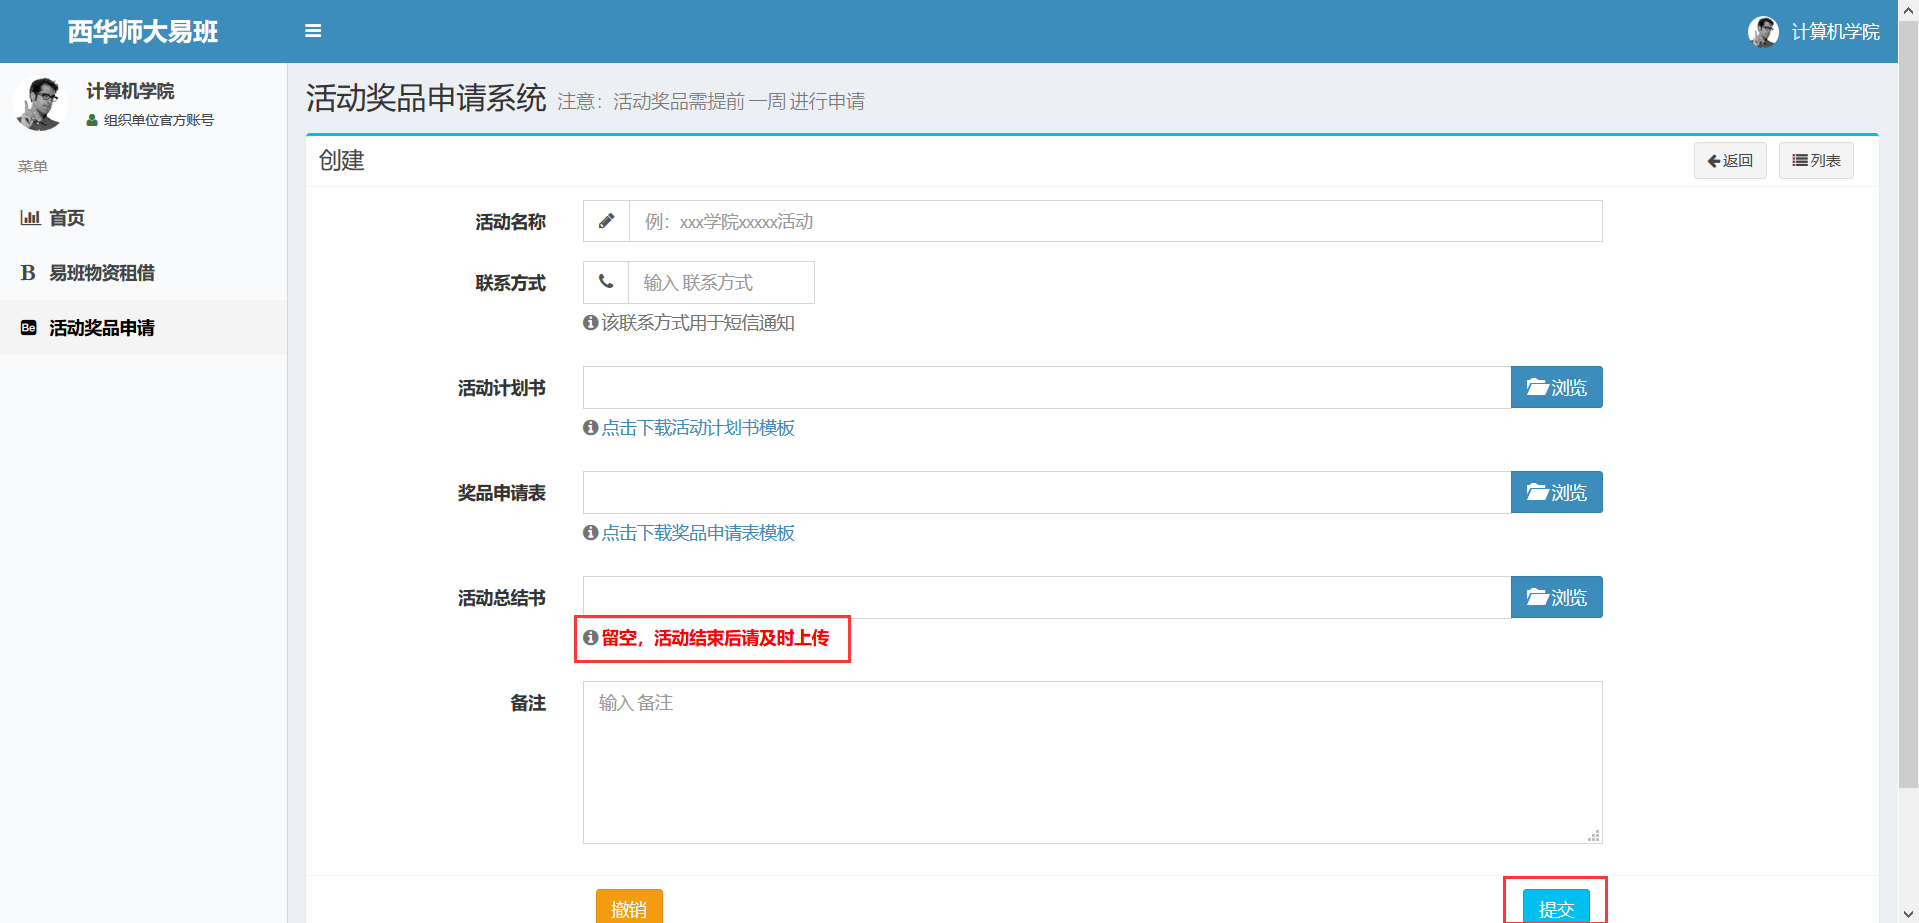 西华师大易班
计算机学院
计算机学院
组织单位官方账号
菜单
首页
B 易班物资租借
Be 活动奖品申请
活动奖品申请系统 注意：活动奖品需提前 一周 进行申请
创建
返回
列表
活动名称
例：xxx学院xxxxx活动
联系方式
输入 联系方式
该联系方式用于短信通知
活动计划书
浏览
点击下载活动计划书模板
奖品申请表
浏览
点击下载奖品申请表模板
活动总结书
浏览
留空，活动结束后请及时上传
备注
输入 备注
撤销
提交